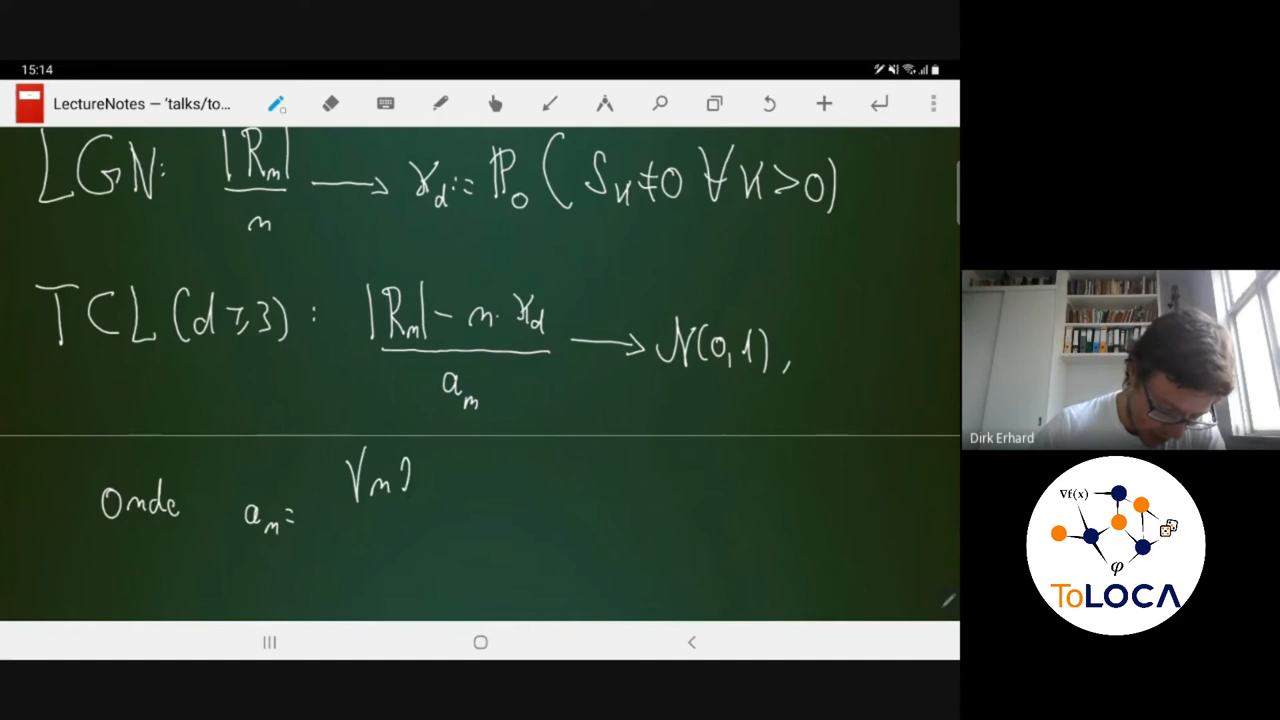 15:14
LectureNotes — 'talks/to...
LGN: |R_n|/n → γ_d := ℙ_0 ( S_k ≠ 0 ∀ k > 0)
TCL (d ≥ 3) : (|R_n| − n · γ_d)/a_n → N(0,1) ,
Onde a_n =
Dirk Erhard
∇f(x)
φ
ToLOCA